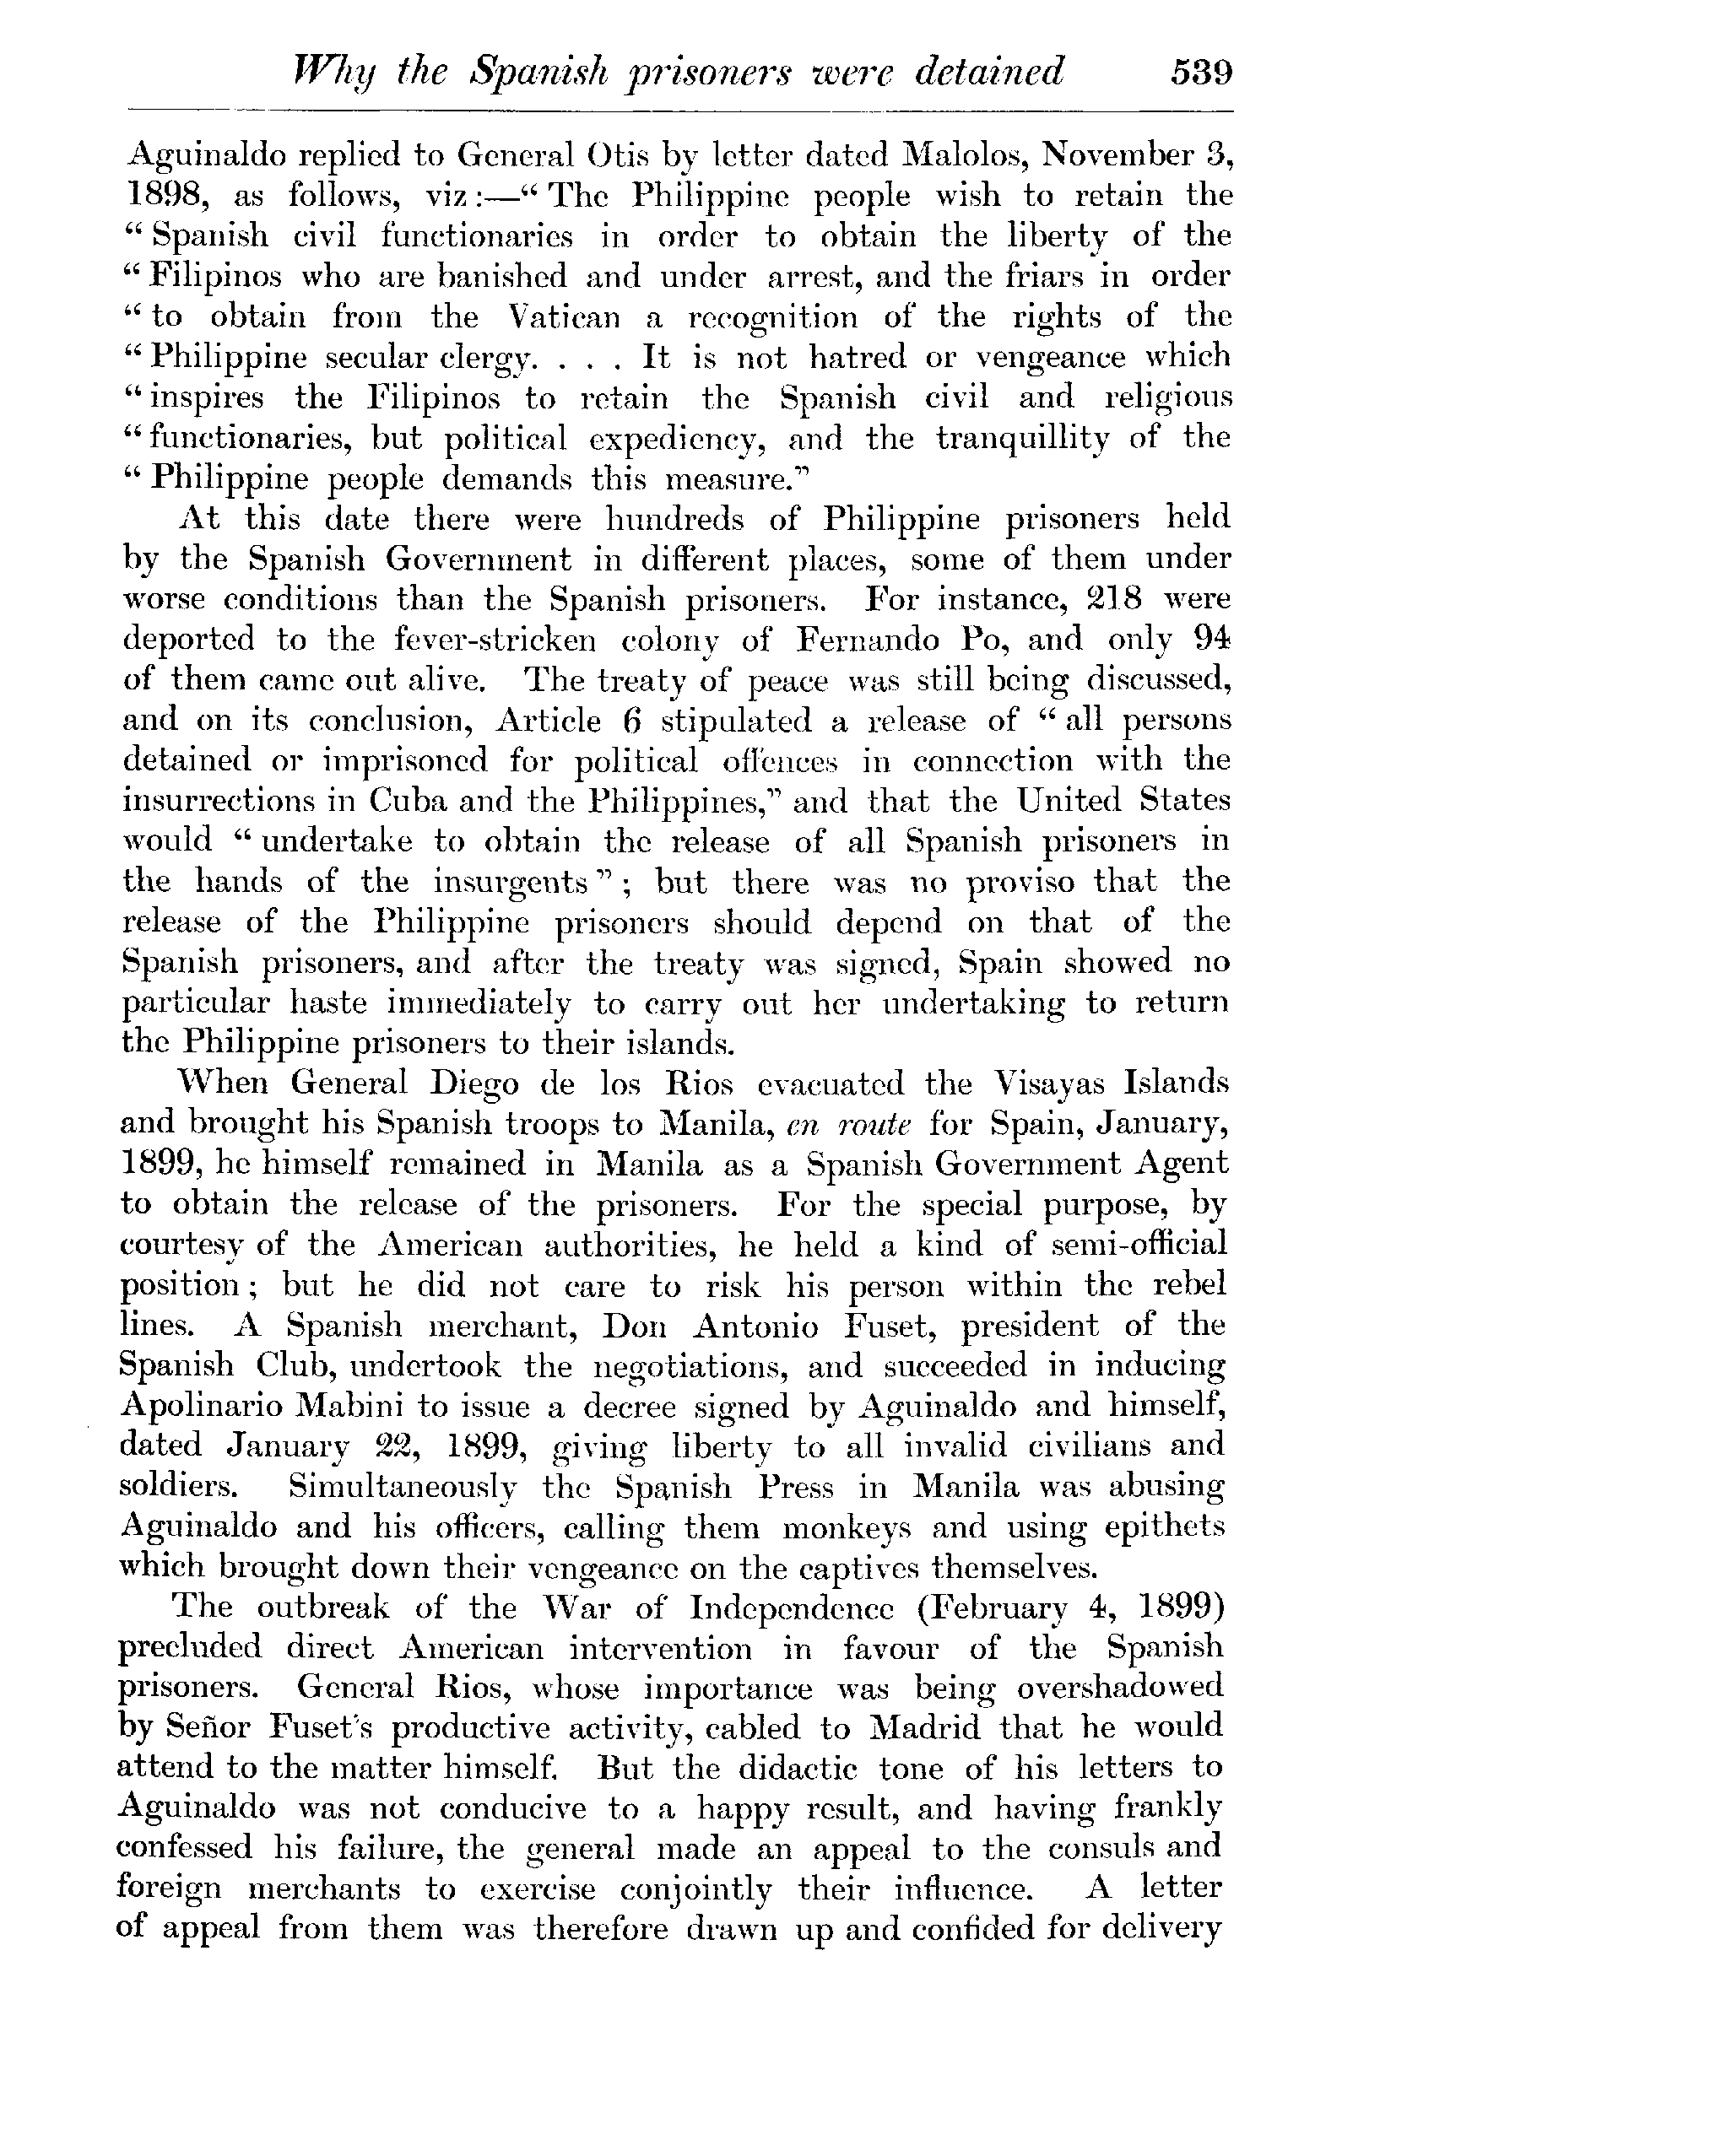 Why the Spanish prisoners were detained 539
Aguinaldo replied to General Otis by letter dated Malolos, November 3,
1898, as follows, viz:—“ The Philippine people wish to retain the
“ Spanish civil functionaries in order to obtain the liberty of the
“ Filipinos who are banished and under arrest, and the friars in order
“ to obtain from the Vatican a recognition of the rights of the
“ Philippine secular clergy. . . . It is not hatred or vengeance which
“ inspires the Filipinos to retain the Spanish civil and religious
“ functionaries, but political expediency, and the tranquillity of the
“ Philippine people demands this measure.”
At this date there were hundreds of Philippine prisoners held
by the Spanish Government in different places, some of them under
worse conditions than the Spanish prisoners. For instance, 218 were
deported to the fever-stricken colony of Fernando Po, and only 94
of them came out alive. The treaty of peace was still being discussed,
and on its conclusion, Article 6 stipulated a release of “ all persons
detained or imprisoned for political offences in connection with the
insurrections in Cuba and the Philippines,” and that the United States
would “ undertake to obtain the release of all Spanish prisoners in
the hands of the insurgents ” ; but there was no proviso that the
release of the Philippine prisoners should depend on that of the
Spanish prisoners, and after the treaty was signed, Spain showed no
particular haste immediately to carry out her undertaking to return
the Philippine prisoners to their islands.
When General Diego de los Rios evacuated the Visayas Islands
and brought his Spanish troops to Manila, en route for Spain, January,
1899, he himself remained in Manila as a Spanish Government Agent
to obtain the release of the prisoners. For the special purpose, by
courtesy of the American authorities, he held a kind of semi-official
position ; but he did not care to risk his person within the rebel
lines. A Spanish merchant, Don Antonio Fuset, president of the
Spanish Club, undertook the negotiations, and succeeded in inducing
Apolinario Mabini to issue a decree signed by Aguinaldo and himself,
dated January 22, 1899, giving liberty to all invalid civilians and
soldiers. Simultaneously the Spanish Press in Manila was abusing
Aguinaldo and his officers, calling them monkeys and using epithets
which brought down their vengeance on the captives themselves.
The outbreak of the War of Independence (February 4, 1899)
precluded direct American intervention in favour of the Spanish
prisoners. General Rios, whose importance was being overshadowed
by Señor Fuset's productive activity, cabled to Madrid that he would
attend to the matter himself. But the didactic tone of his letters to
Aguinaldo was not conducive to a happy result, and having frankly
confessed his failure, the general made an appeal to the consuls and
foreign merchants to exercise conjointly their influence. A letter
of appeal from them was therefore drawn up and confided for delivery